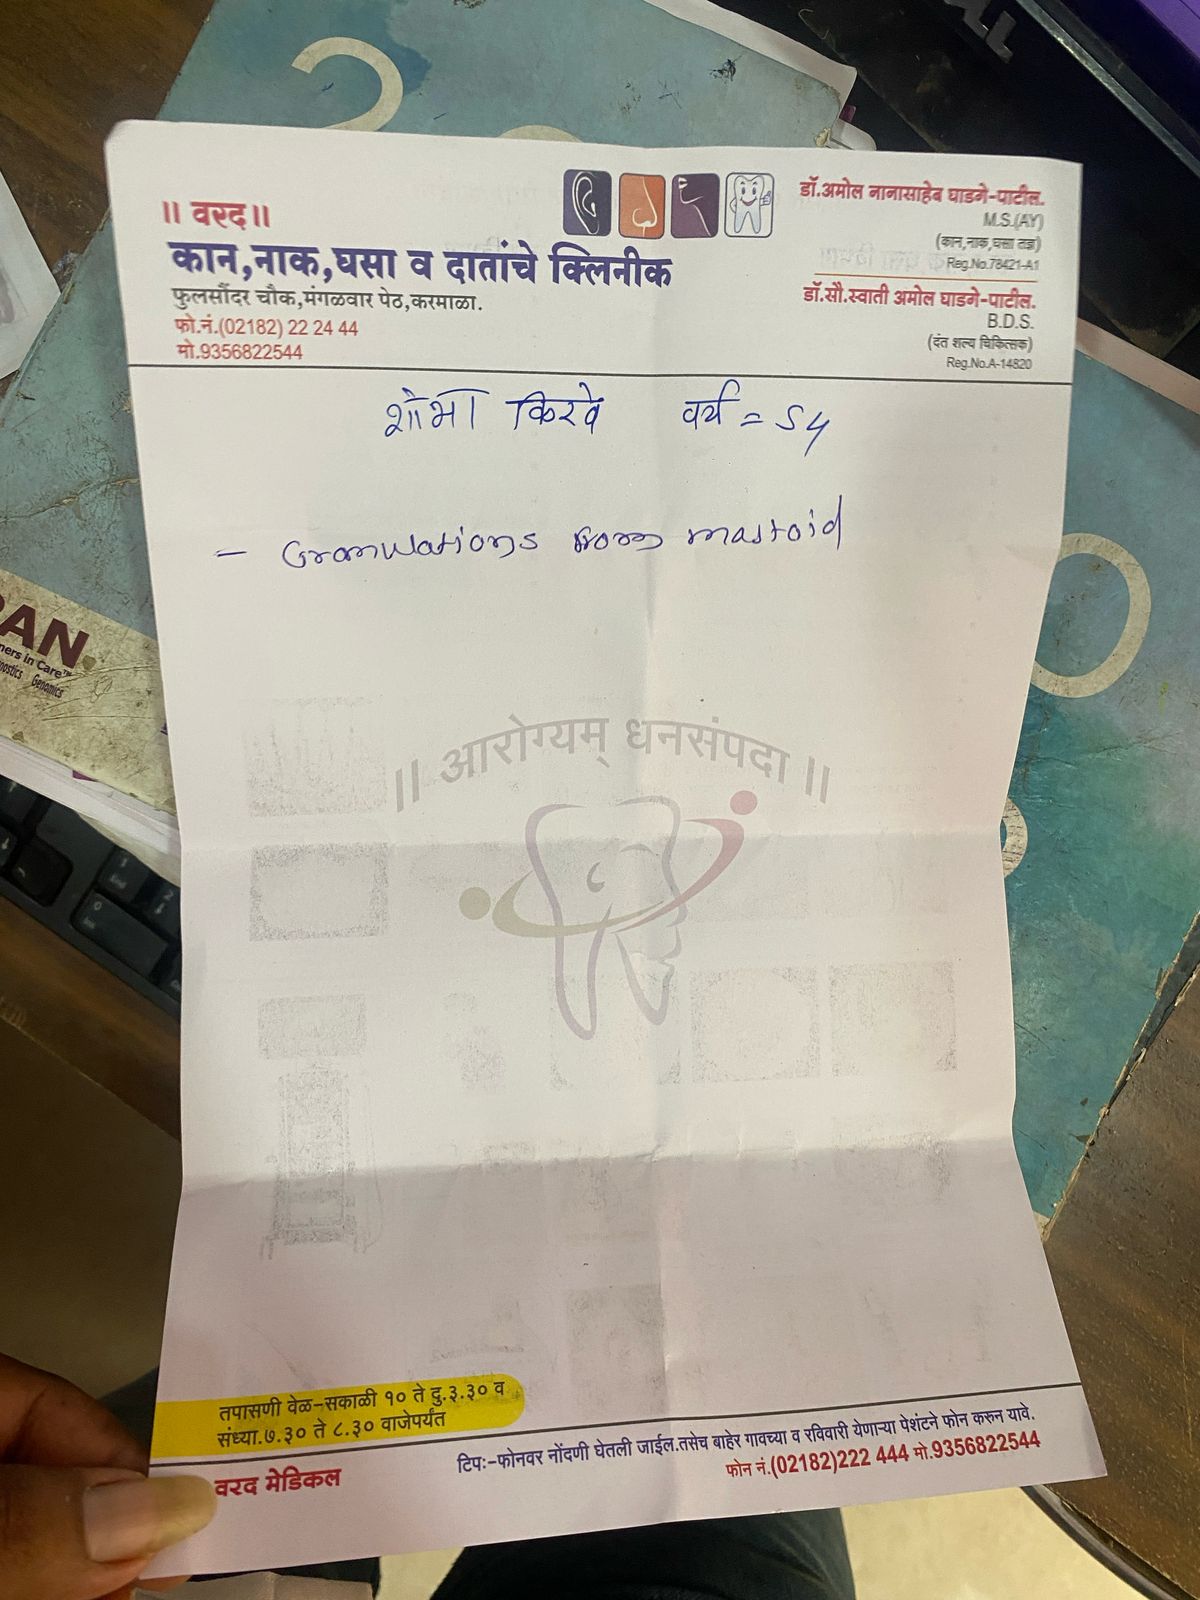 ॥ वरद॥
कान,नाक,घसा व दातांचे क्लिनीक
फुलसौंदर चौक,मंगळवार पेठ,करमाळा.
फो.नं.(02182) 22 24 44
मो.9356822544
डॉ.अमोल नानासाहेब घाडगे-पाटील.
M.S.(AY)
(कान,नाक,घसा तज्ञ)
Reg.No.78421-A1
डॉ.सौ.स्वाती अमोल घाडगे-पाटील.
B.D.S.
(दंत शल्य चिकित्सक)
Reg.No.A-14820
शोभा किरवे वर्य = 54
- Granulations from mastoid
॥ आरोग्यम् धनसंपदा ॥
तपासणी वेळ-सकाळी १० ते दु.३.३० व
संध्या.७.३० ते ८.३० वाजेपर्यंत
वरद मेडिकल
टिपः-फोनवर नोंदणी घेतली जाईल.तसेच बाहेर गावच्या व रविवारी येणाऱ्या पेशंटने फोन करुन यावे.
फोन नं.(02182)222 444 मो.9356822544
Care™
Genomics